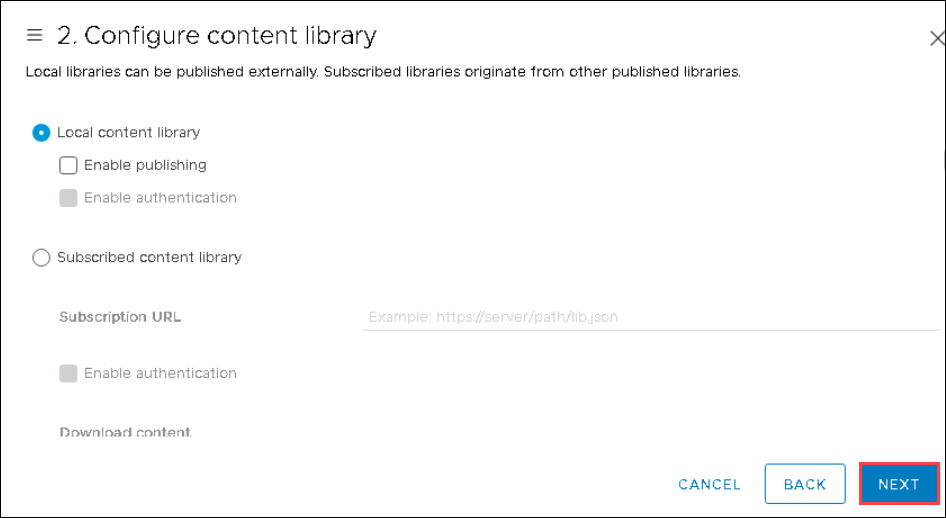 2. Configure content library
Local libraries can be published externally. Subscribed libraries originate from other published libraries.
Local content library
Enable publishing
Enable authentication
Subscribed content library
Subscription URL
Example: https://server/path/lib.json
Enable authentication
Download content
CANCEL
BACK
NEXT